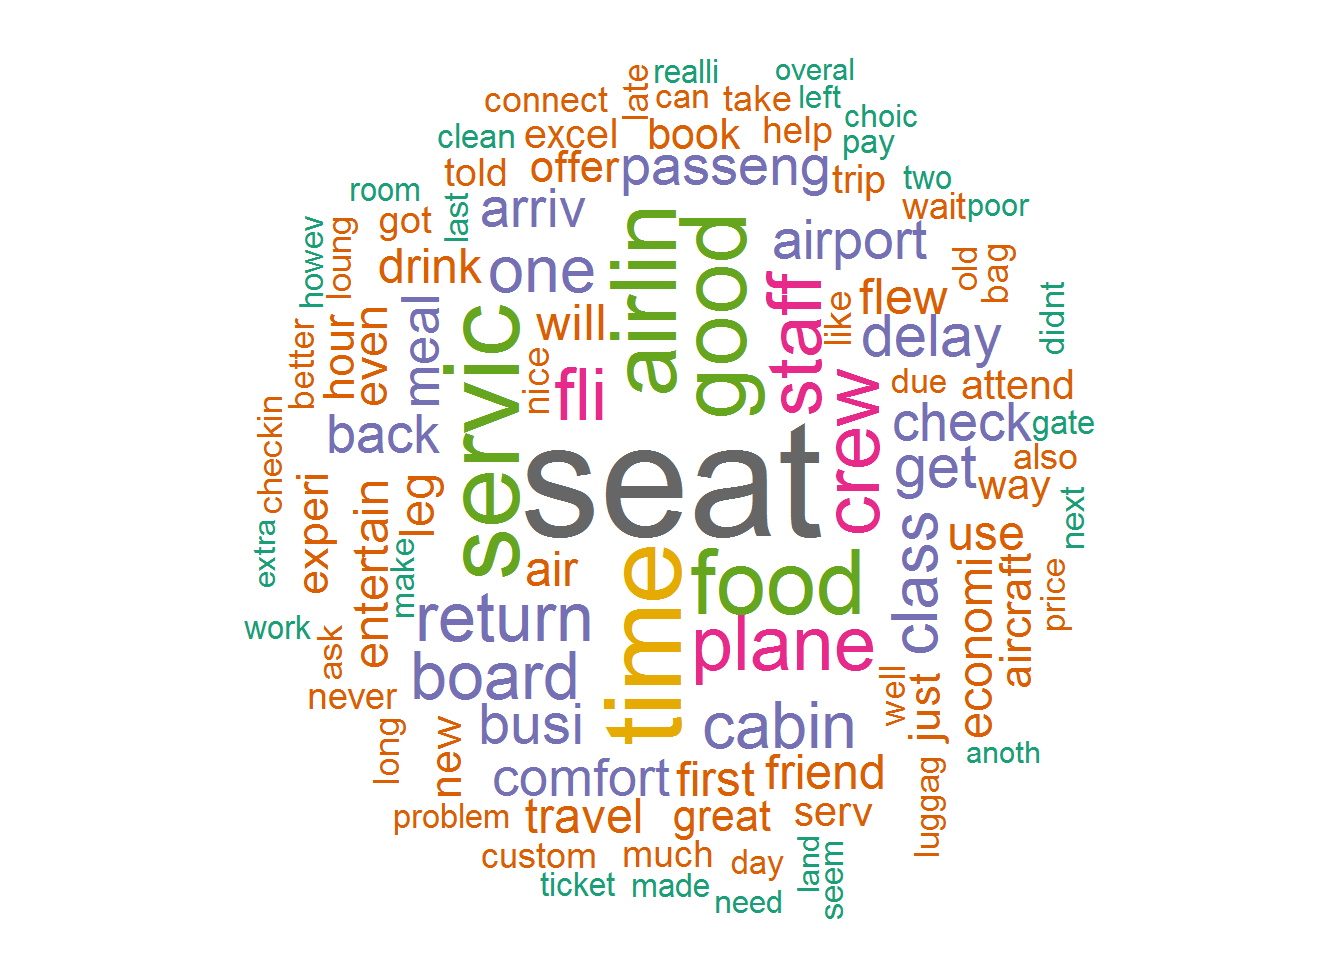 realli
overal
late
connect
can
take
left
choic
clean
excel
book
help
pay
told
offer
passeng
trip
two
room
last
arriv
wait
poor
got
howev
loung
drink
one
airlin
good
airport
old
bag
staff
flew
didnt
meal
hour
even
better
servic
will
like
delay
nice
fli
due
attend
crew
back
check
gate
checkin
seat
get
also
way
experi
entertain
leg
next
extra
make
air
class
use
economi
aircraft
price
time
food
return
plane
work
ask
board
never
well
just
busi
cabin
long
new
anoth
comfort
first
friend
luggag
problem
travel
great
serv
custom
much
day
land
seem
ticket
made
need